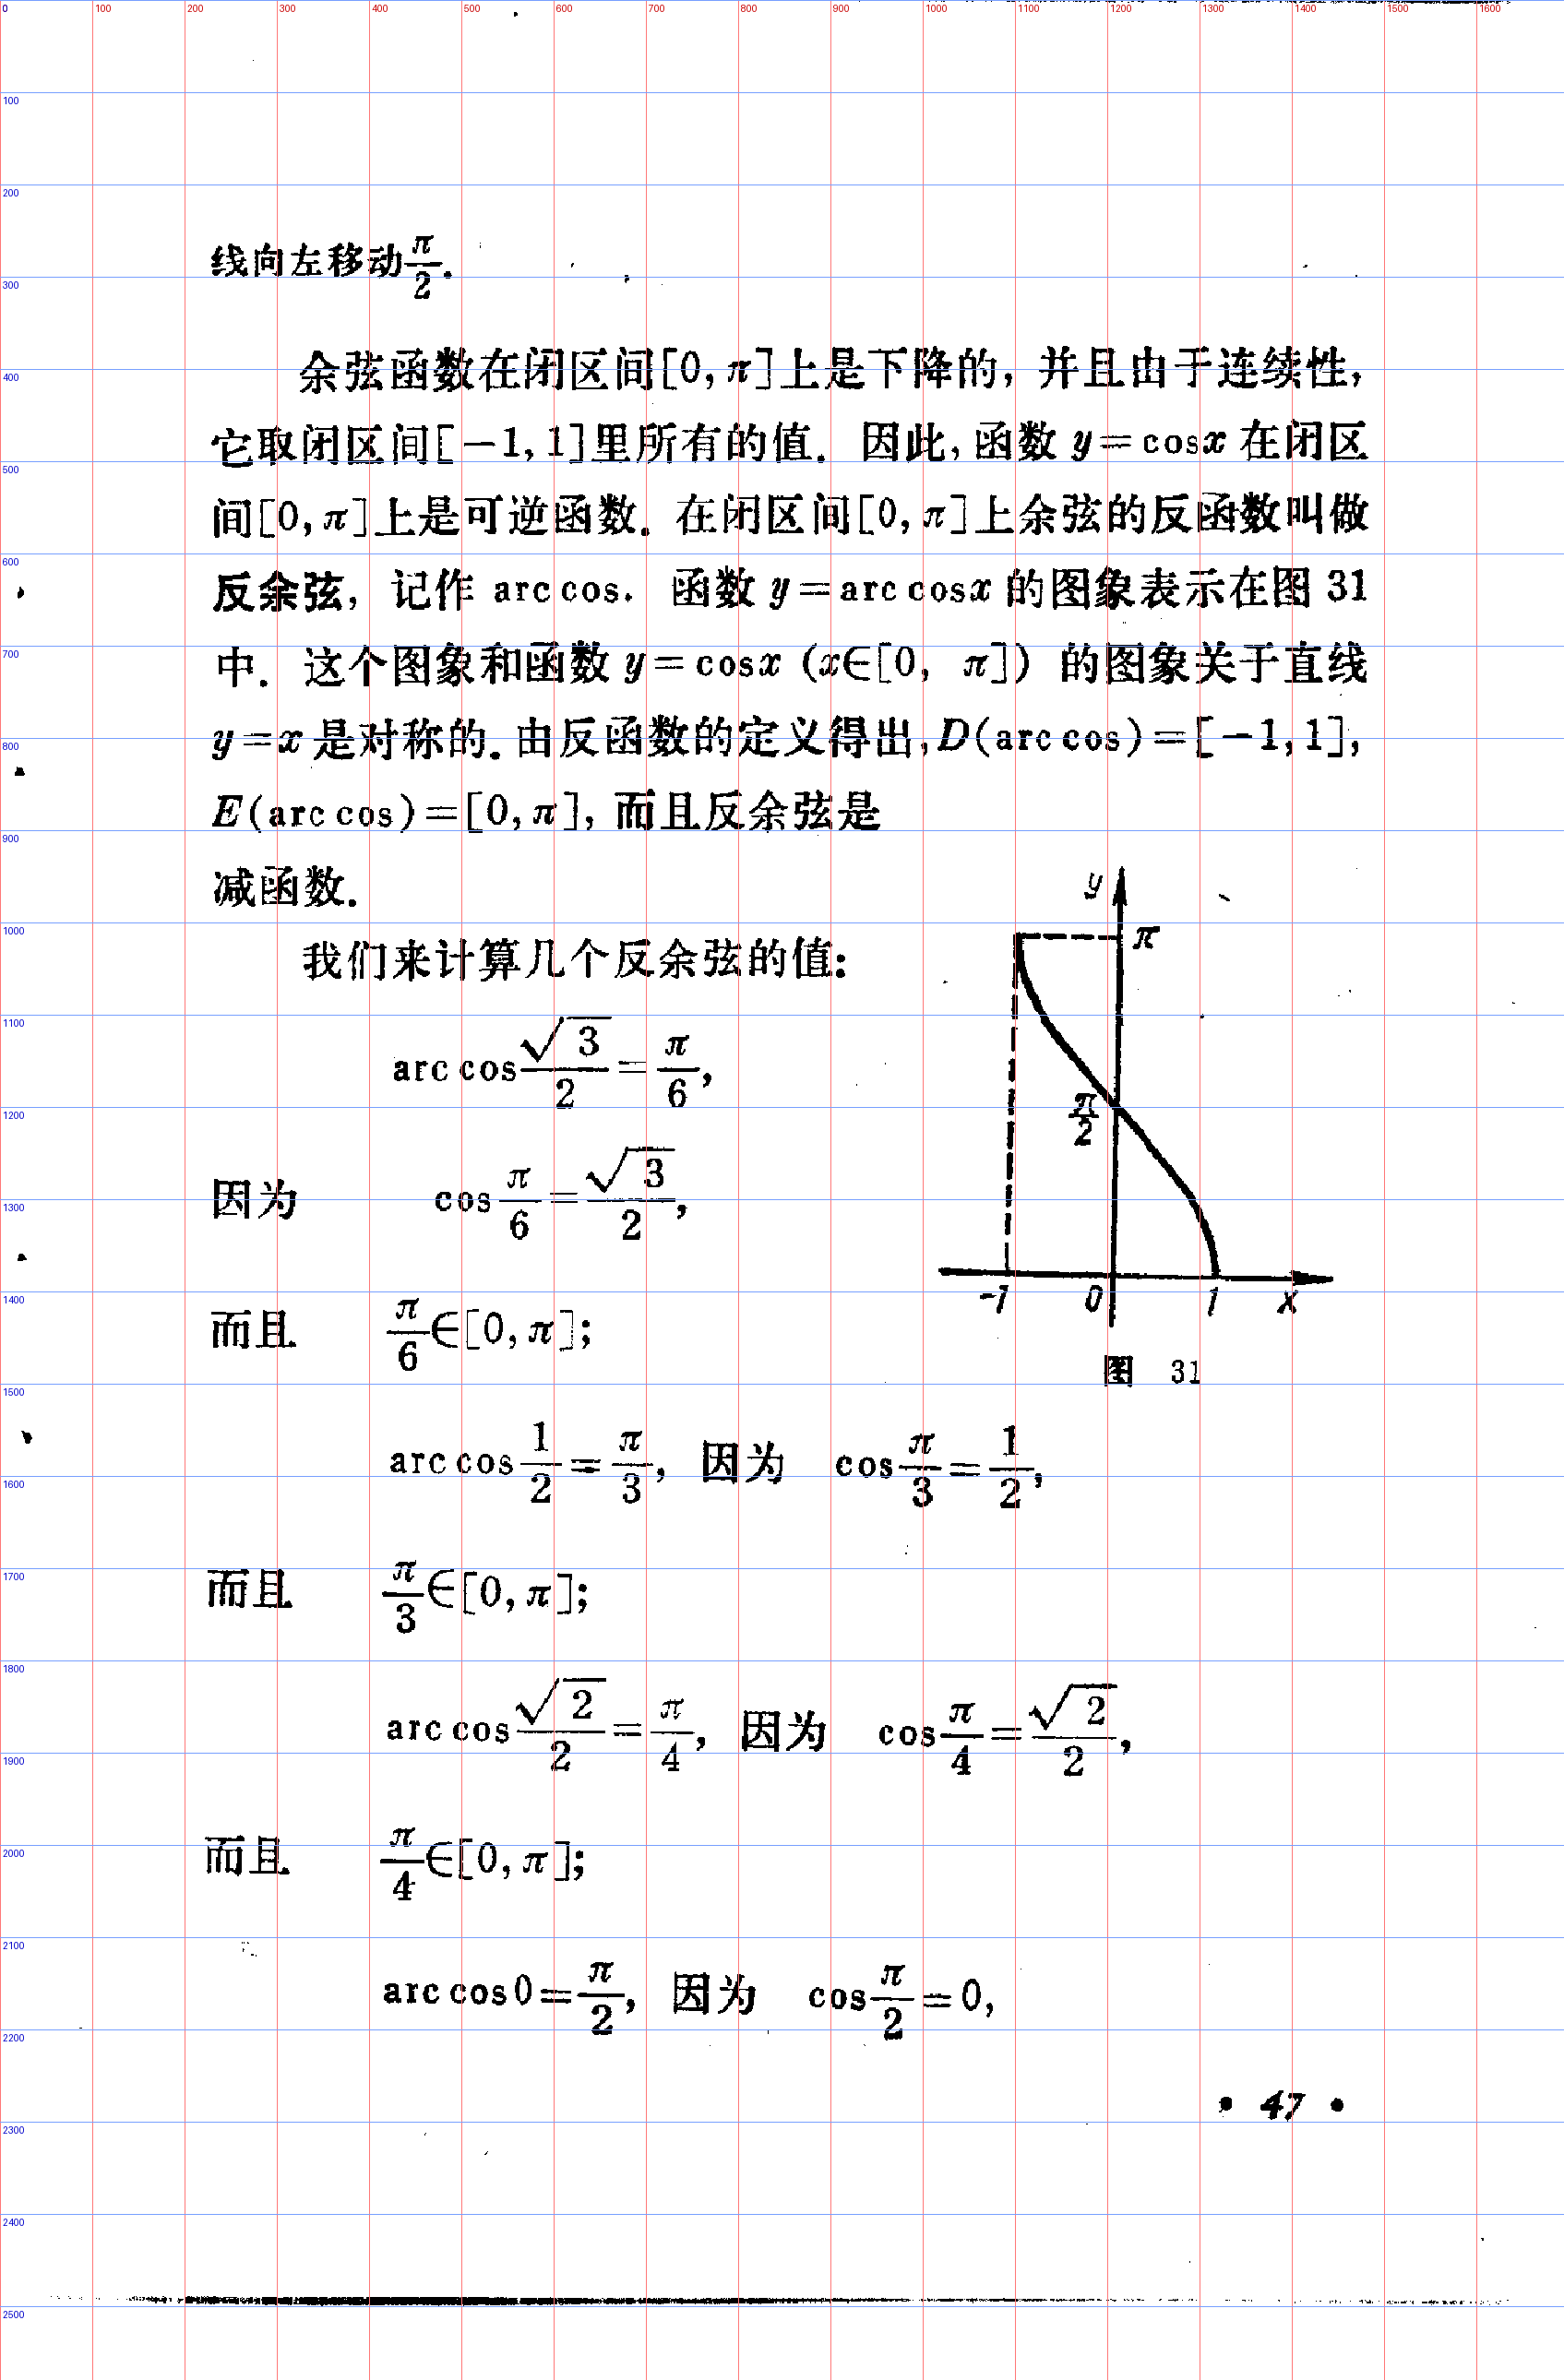 线向左移动π/2.
余弦函数在闭区间[0, π]上是下降的, 并且由于连续性,
它取闭区间[-1, 1]里所有的值. 因此, 函数 y=cosx 在闭区
间[0, π]上是可逆函数. 在闭区间[0, π]上余弦的反函数叫做
反余弦, 记作 arc cos. 函数 y=arc cosx 的图象表示在图 31
中. 这个图象和函数 y=cosx (x∈[0, π]) 的图象关于直线
y=x 是对称的. 由反函数的定义得出, D(arc cos)=[-1, 1],
E(arc cos)=[0, π], 而且反余弦是
减函数.
我们来计算几个反余弦的值:
arc cos √3/2 = π/6,
因为 cos π/6 = √3/2,
而且 π/6∈[0, π];
y
π
π/2
-1 0 1 x
图 31
arc cos 1/2 = π/3, 因为 cos π/3 = 1/2,
而且 π/3∈[0, π];
arc cos √2/2 = π/4, 因为 cos π/4 = √2/2,
而且 π/4∈[0, π];
arc cos 0 = π/2, 因为 cos π/2 = 0,
• 47 •